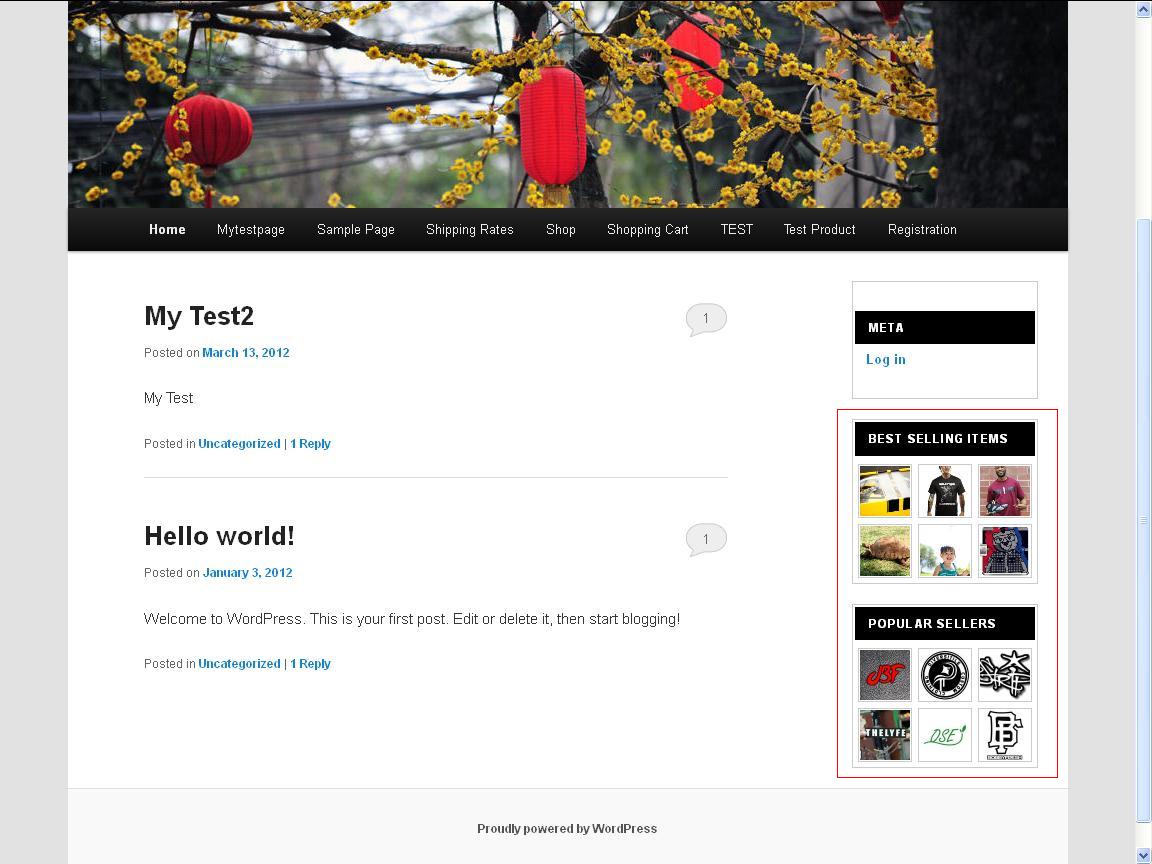 Home Mytestpage Sample Page Shipping Rates Shop Shopping Cart TEST Test Product Registration
My Test2
1
Posted on March 13, 2012
My Test
Posted in Uncategorized | 1 Reply
Hello world!
1
Posted on January 3, 2012
Welcome to WordPress. This is your first post. Edit or delete it, then start blogging!
Posted in Uncategorized | 1 Reply
META
Log in
BEST SELLING ITEMS
POPULAR SELLERS
JBF
THELYFE
DSE
Proudly powered by WordPress